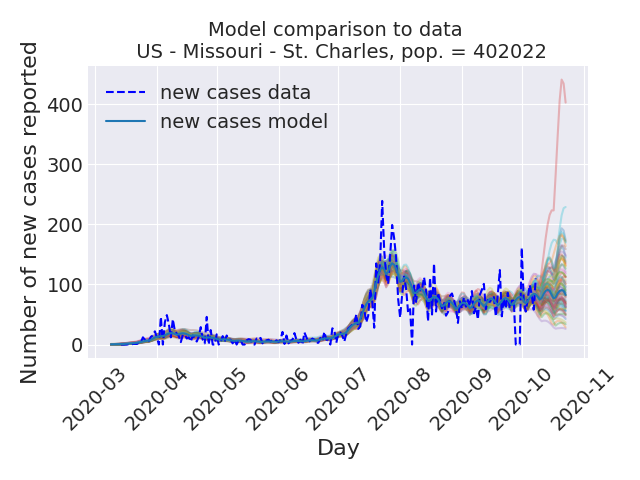 Model comparison to data
US - Missouri - St. Charles, pop. = 402022
new cases data
new cases model
Number of new cases reported
400
300
200
100
0
2020-03
2020-04
2020-05
2020-06
2020-07
2020-08
2020-09
2020-10
2020-11
Day